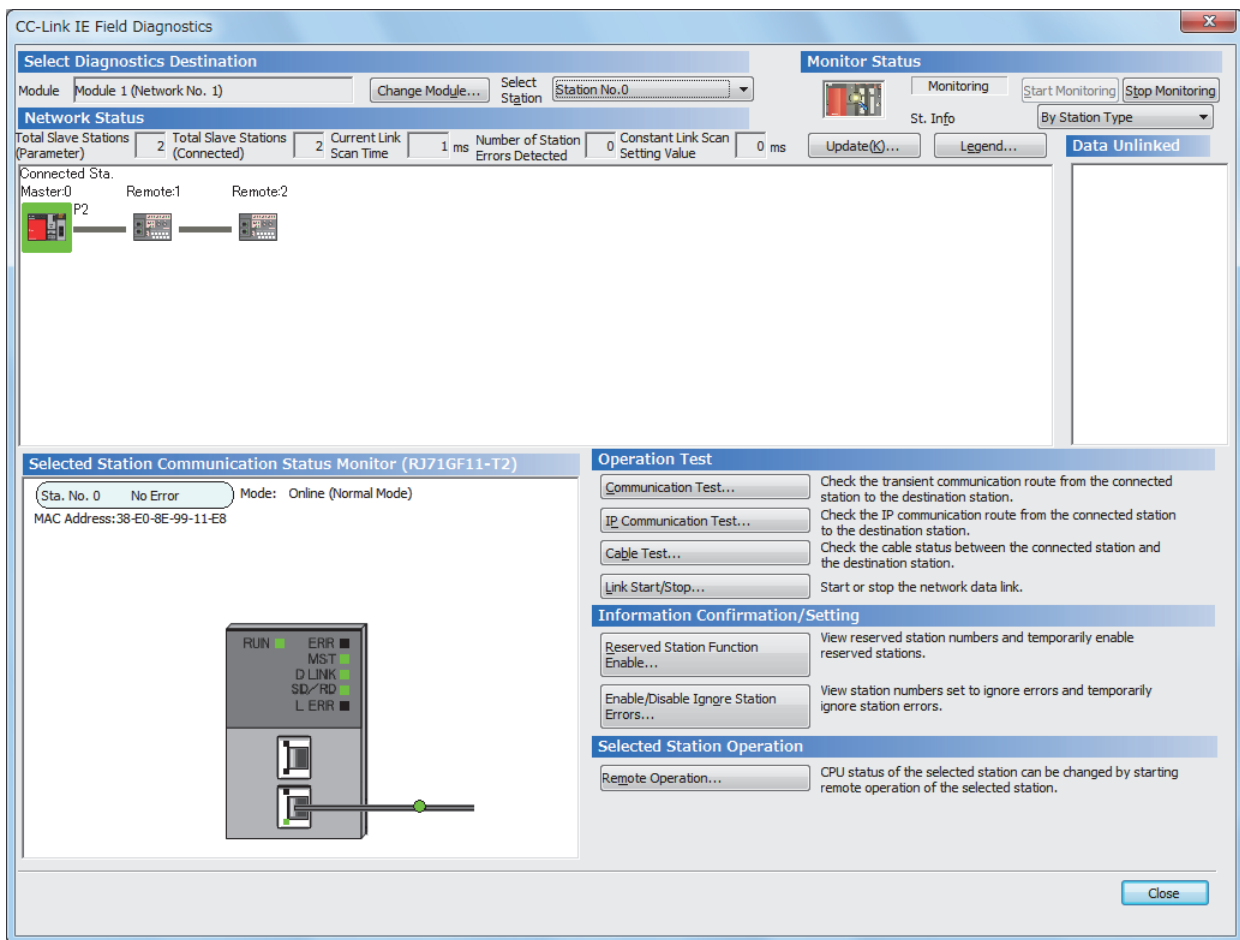 CC-Link IE Field Diagnostics
X
Select Diagnostics Destination
Monitor Status
Module Module 1 (Network No. 1) Change Module... Select Station Station No.0
Monitoring Start Monitoring Stop Monitoring
Network Status
St. Info By Station Type
Total Slave Stations (Parameter) 2 Total Slave Stations (Connected) 2 Current Link Scan Time 1 ms Number of Station Errors Detected 0 Constant Link Scan Setting Value 0 ms
Update(K)... Legend... Data Unlinked
Connected Sta.
Master:0 Remote:1 Remote:2
P2
Selected Station Communication Status Monitor (RJ71GF11-T2)
Sta. No. 0 No Error Mode: Online (Normal Mode)
MAC Address:38-E0-8E-99-11-E8
RUN ERR
MST
D LINK
SD/RD
L ERR
Operation Test
Communication Test... Check the transient communication route from the connected
station to the destination station.
IP Communication Test... Check the IP communication route from the connected station
to the destination station.
Cable Test... Check the cable status between the connected station and
the destination station.
Link Start/Stop... Start or stop the network data link.
Information Confirmation/Setting
Reserved Station Function
Enable...
View reserved station numbers and temporarily enable
reserved stations.
Enable/Disable Ignore Station
Errors...
View station numbers set to ignore errors and temporarily
ignore station errors.
Selected Station Operation
Remote Operation... CPU status of the selected station can be changed by starting
remote operation of the selected station.
Close